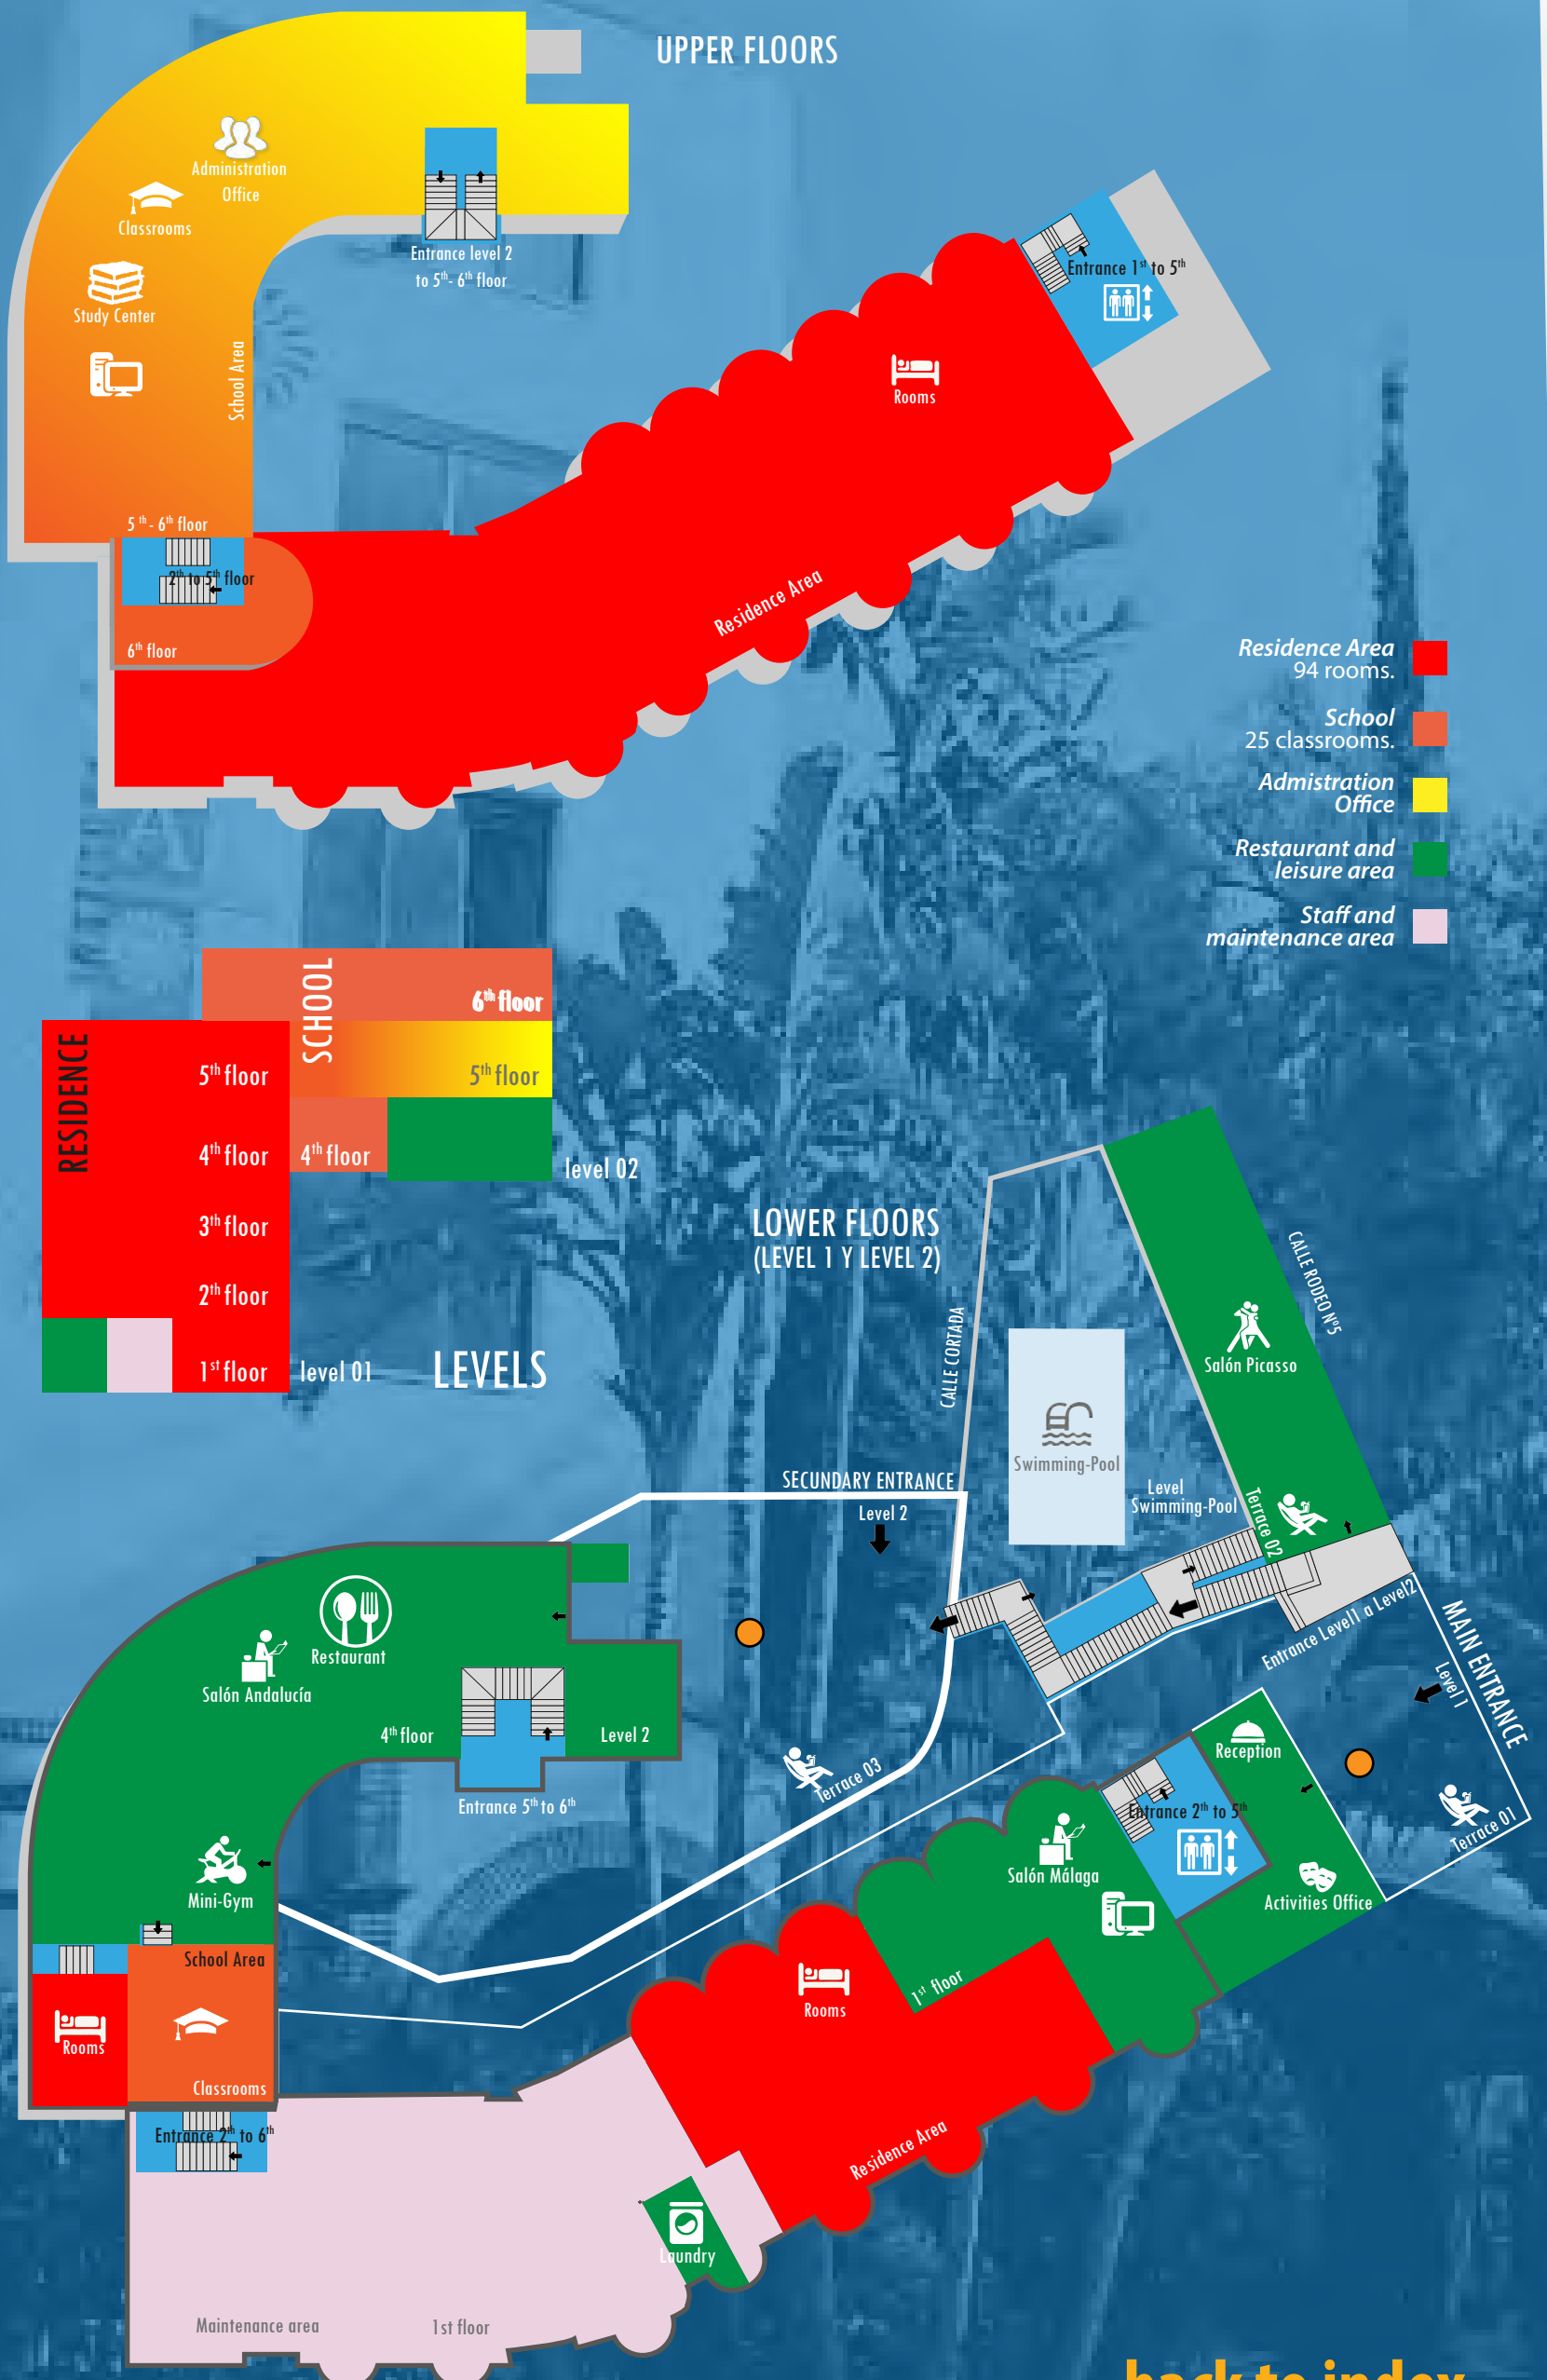 UPPER FLOORS
Administration
Office
Classrooms
Study Center
School Area
Entrance level 2
to 5th- 6th floor
Entrance 1st to 5th
Rooms
Residence Area
5 th - 6th floor
2th to 5th floor
6th floor
Residence Area
94 rooms.
School
25 classrooms.
Admistration
Office
Restaurant and
leisure area
Staff and
maintenance area
SCHOOL
6th floor
RESIDENCE
5th floor
5th floor
4th floor
4th floor
level 02
3th floor
2th floor
1st floor
level 01
LEVELS
LOWER FLOORS
(LEVEL 1 Y LEVEL 2)
CALLE CORTADA
CALLE RODEO Nº5
Salón Picasso
Swimming-Pool
Level
Swimming-Pool
Terrace 02
SECUNDARY ENTRANCE
Level 2
Entrance Level1 a Level2
MAIN ENTRANCE
Level 1
Restaurant
Salón Andalucía
4th floor
Level 2
Entrance 5th to 6th
Terrace 03
Reception
Entrance 2th to 5th
Terrace 01
Salón Málaga
Activities Office
Mini-Gym
School Area
Rooms
Classrooms
Rooms
1st floor
Entrance 2th to 6th
Residence Area
Laundry
Maintenance area
1st floor
back to index